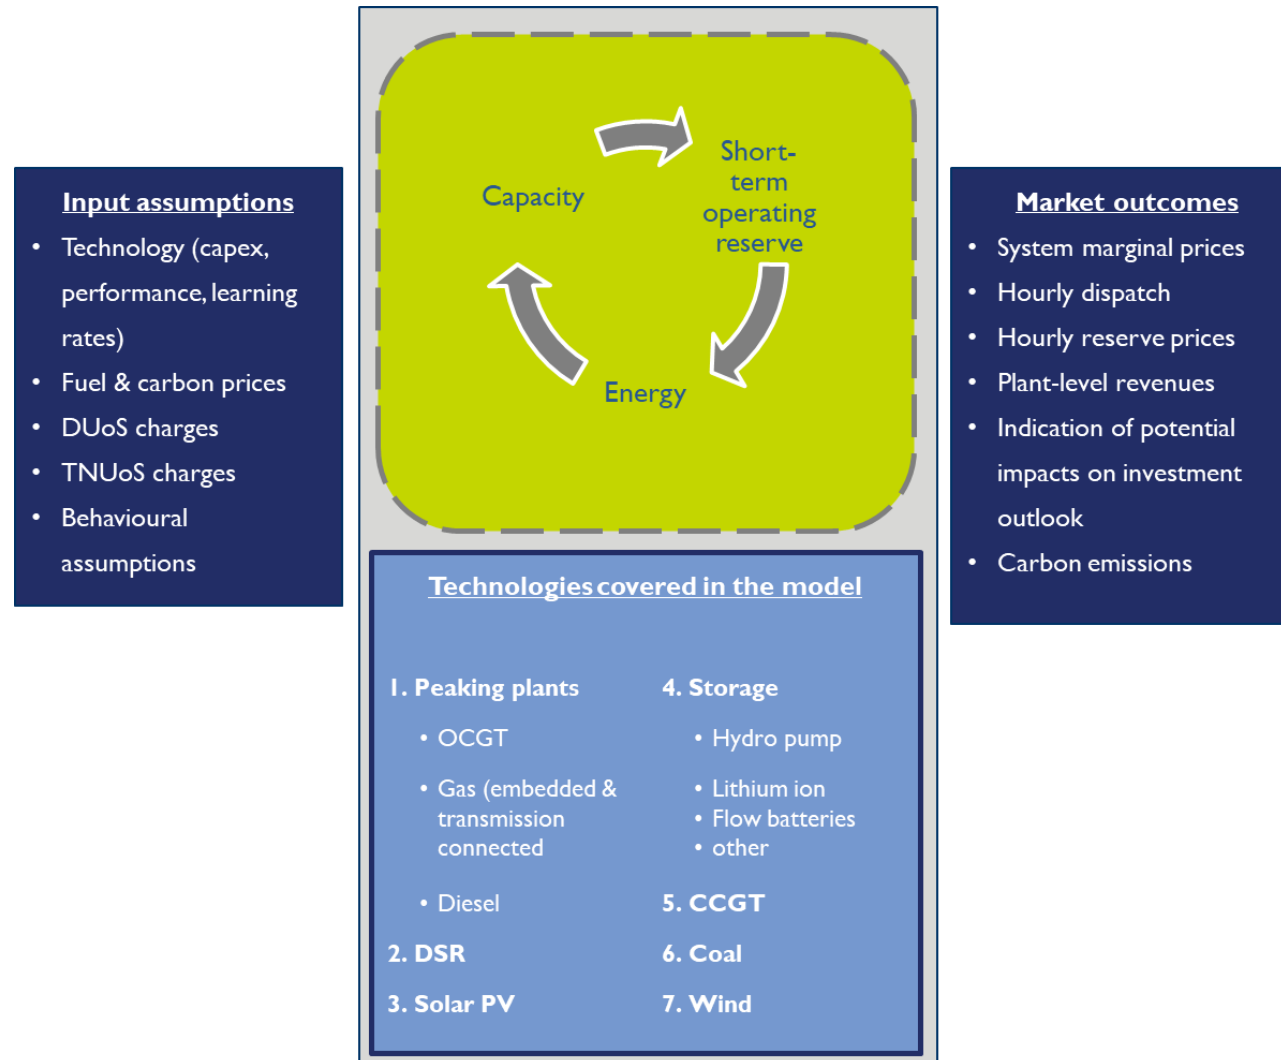 Capacity
Short-
term
operating
reserve
Energy
Input assumptions
• Technology (capex,
performance, learning
rates)
• Fuel & carbon prices
• DUoS charges
• TNUoS charges
• Behavioural
assumptions
Market outcomes
• System marginal prices
• Hourly dispatch
• Hourly reserve prices
• Plant-level revenues
• Indication of potential
impacts on investment
outlook
• Carbon emissions
Technologies covered in the model
1. Peaking plants
• OCGT
• Gas (embedded &
transmission
connected
• Diesel
2. DSR
3. Solar PV
4. Storage
• Hydro pump
• Lithium ion
• Flow batteries
• other
5. CCGT
6. Coal
7. Wind